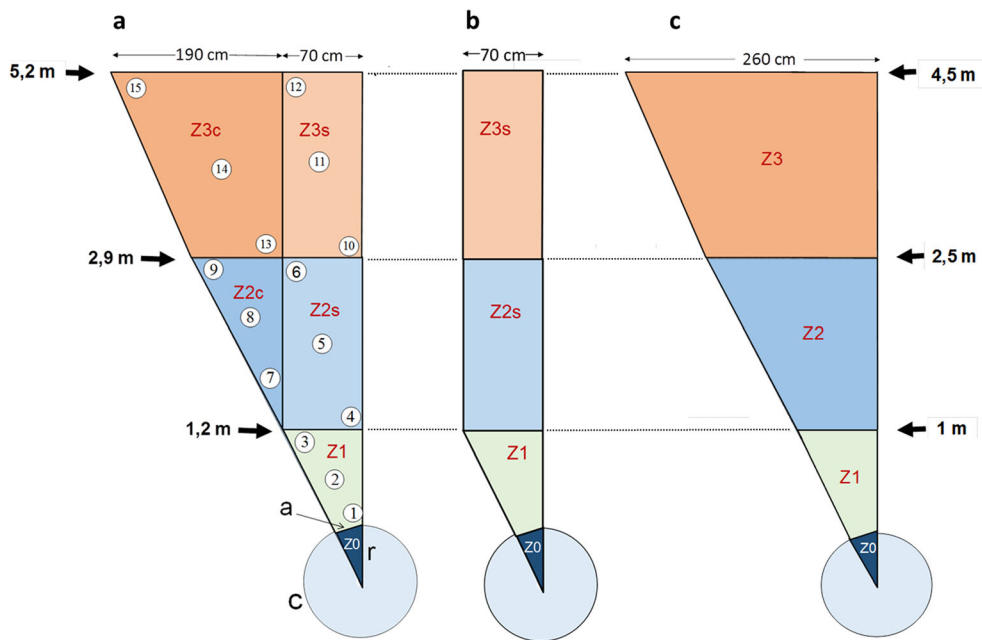 a b c
190 cm 70 cm 70 cm 260 cm
5,2 m 4,5 m
15 12
Z3c Z3s Z3s Z3
14 11
13 10
2,9 m 2,5 m
9 6
Z2c Z2s Z2s Z2
8 5
7 4
1,2 m 1 m
3 Z1 Z1 Z1
2
1
a
Z0 r Z0 Z0
C